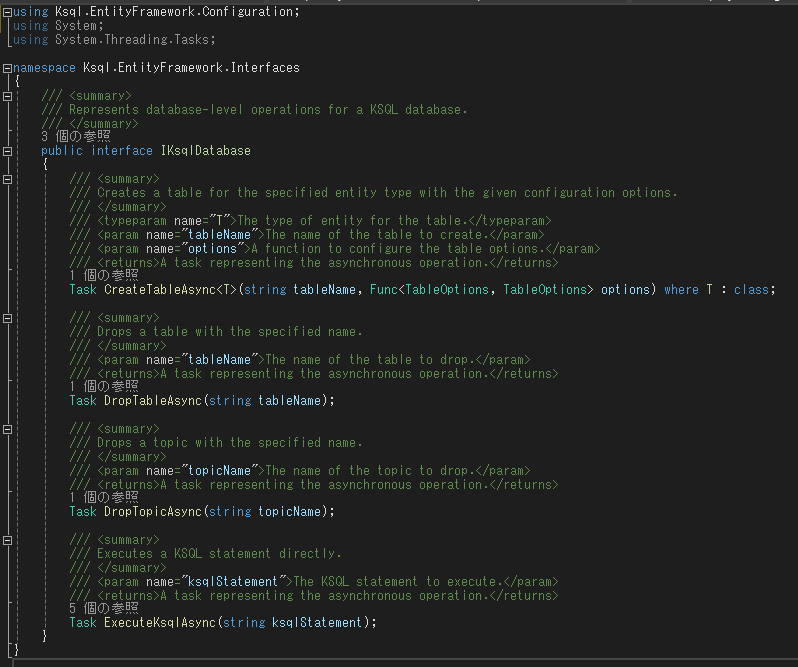 using Ksql.EntityFramework.Configuration;
using System;
using System.Threading.Tasks;
namespace Ksql.EntityFramework.Interfaces
{
/// <summary>
/// Represents database-level operations for a KSQL database.
/// </summary>
3 個の参照
public interface IKsqlDatabase
{
/// <summary>
/// Creates a table for the specified entity type with the given configuration options.
/// </summary>
/// <typeparam name="T">The type of entity for the table.</typeparam>
/// <param name="tableName">The name of the table to create.</param>
/// <param name="options">A function to configure the table options.</param>
/// <returns>A task representing the asynchronous operation.</returns>
1 個の参照
Task CreateTableAsync<T>(string tableName, Func<TableOptions, TableOptions> options) where T : class;
/// <summary>
/// Drops a table with the specified name.
/// </summary>
/// <param name="tableName">The name of the table to drop.</param>
/// <returns>A task representing the asynchronous operation.</returns>
1 個の参照
Task DropTableAsync(string tableName);
/// <summary>
/// Drops a topic with the specified name.
/// </summary>
/// <param name="topicName">The name of the topic to drop.</param>
/// <returns>A task representing the asynchronous operation.</returns>
1 個の参照
Task DropTopicAsync(string topicName);
/// <summary>
/// Executes a KSQL statement directly.
/// </summary>
/// <param name="ksqlStatement">The KSQL statement to execute.</param>
/// <returns>A task representing the asynchronous operation.</returns>
5 個の参照
Task ExecuteKsqlAsync(string ksqlStatement);
}
}